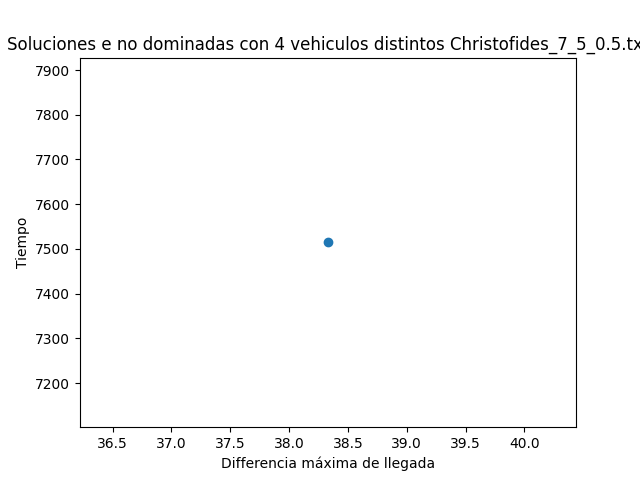 Soluciones e no dominadas con 4 vehiculos distintos Christofides_7_5_0.5.tx
7900
7800
7700
7600
7500
7400
7300
7200
Tiempo
36.5 37.0 37.5 38.0 38.5 39.0 39.5 40.0
Differencia máxima de llegada